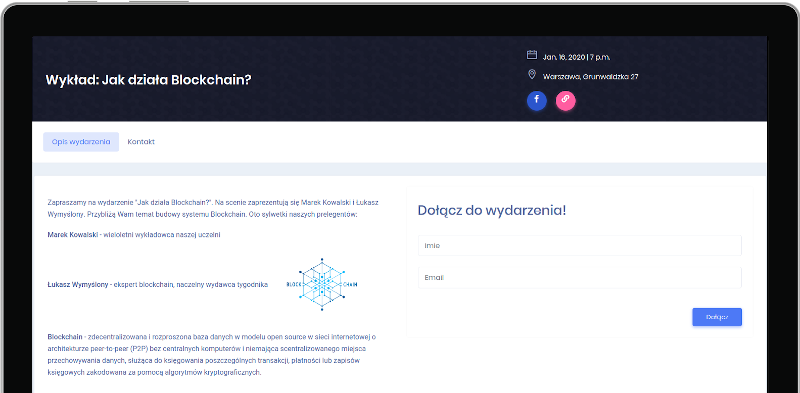 Wykład: Jak działa Blockchain?
Jan. 16, 2020 | 7 p.m.
Warszawa, Grunwaldzka 27
Opis wydarzenia
Kontakt
Zapraszamy na wydarzenie "Jak działa Blockchain?". Na scenie zaprezentują się Marek Kowalski i Łukasz
Wymyślony. Przybliżą Wam temat budowy systemu Blockchain. Oto sylwetki naszych prelegentów:
Marek Kowalski - wieloletni wykładowca naszej uczelni
Łukasz Wymyślony - ekspert blockchain, naczelny wydawca tygodnika
BLOCK CHAIN
Blockchain - zdecentralizowana i rozproszona baza danych w modelu open source w sieci internetowej o
architekturze peer-to-peer (P2P) bez centralnych komputerów i niemająca scentralizowanego miejsca
przechowywania danych, służąca do księgowania poszczególnych transakcji, płatności lub zapisów
księgowych zakodowana za pomocą algorytmów kryptograficznych.
Dołącz do wydarzenia!
Imię
Email
Dołącz